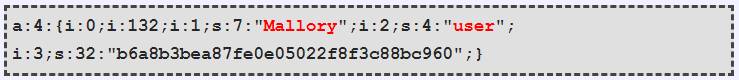 a:4:{i:0;i:132;i:1;s:7:"Mallory";i:2;s:4:"user";
i:3;s:32:"b6a8b3bea87fe0e05022f8f3c88bc960";}